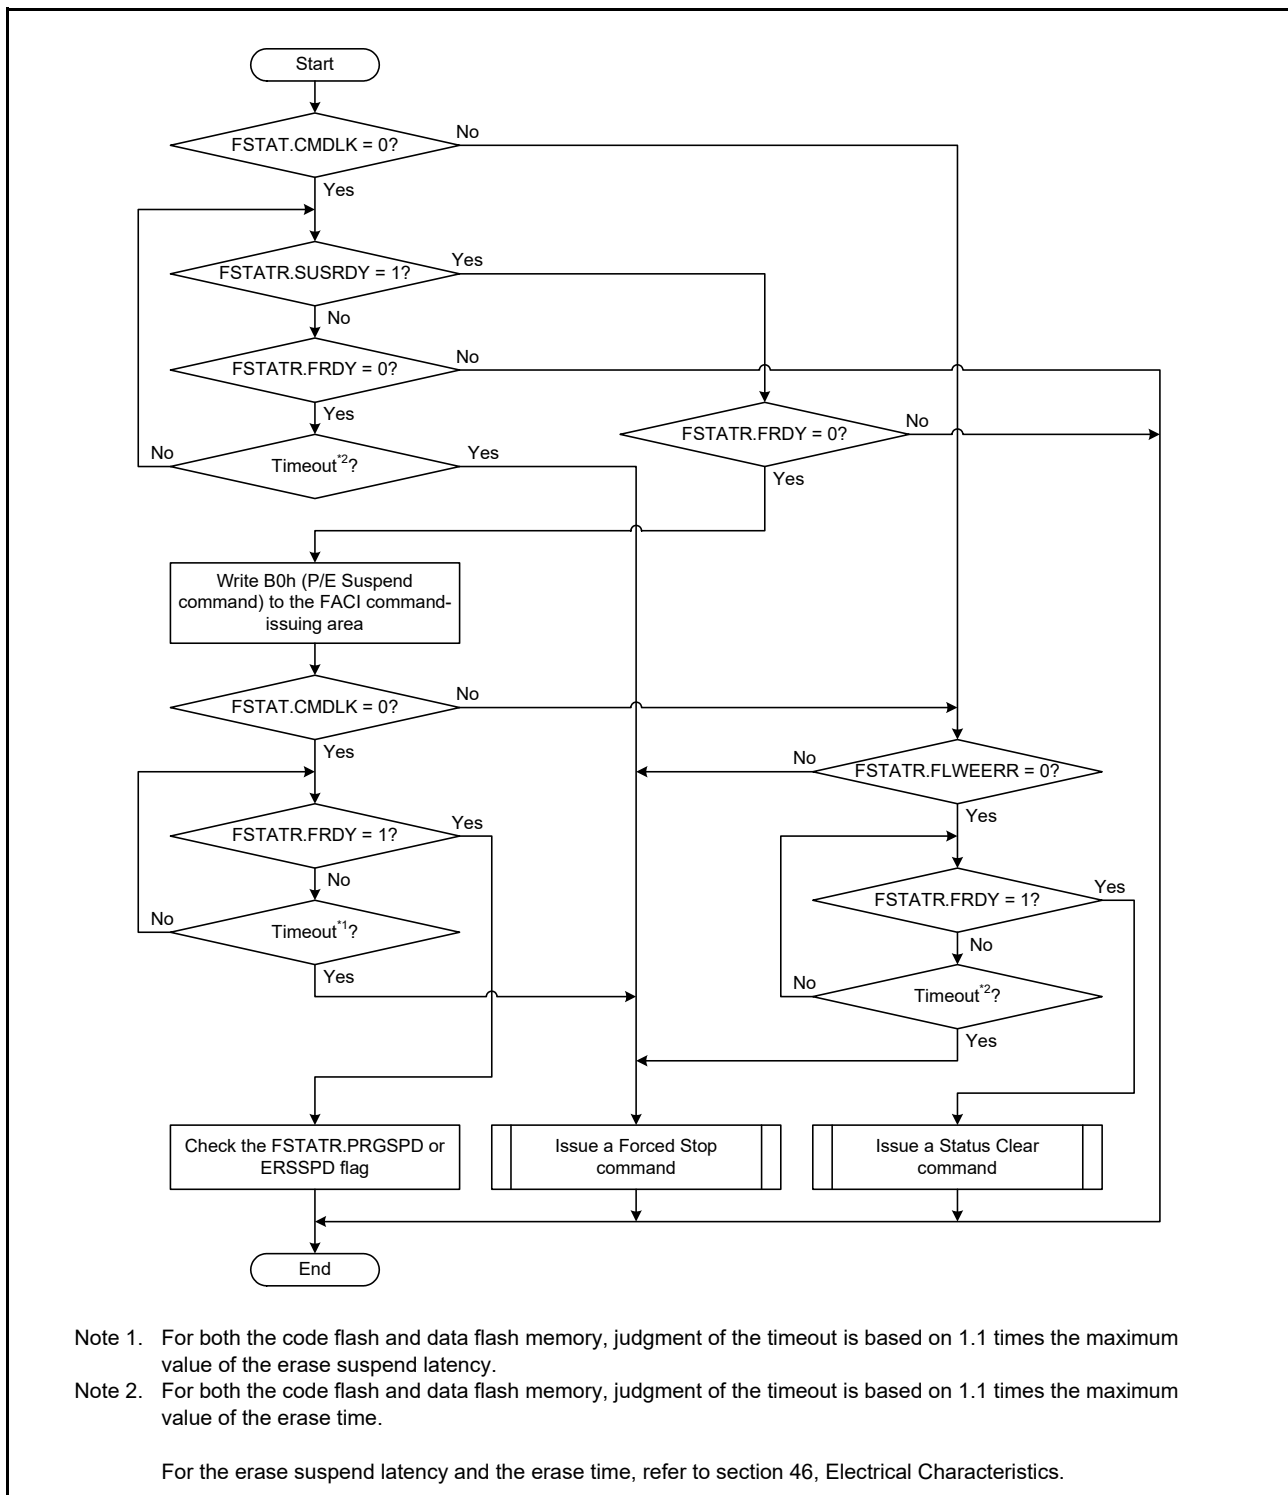 Start
FSTAT.CMDLK = 0?
No
Yes
FSTATR.SUSRDY = 1?
Yes
No
FSTATR.FRDY = 0?
No
Yes
FSTATR.FRDY = 0?
No
Yes
Timeout*2?
No
Yes
Write B0h (P/E Suspend
command) to the FACI command-
issuing area
FSTAT.CMDLK = 0?
No
Yes
FSTATR.FLWEERR = 0?
No
Yes
FSTATR.FRDY = 1?
Yes
No
FSTATR.FRDY = 1?
Yes
No
Timeout*1?
No
Yes
Timeout*2?
No
Yes
Check the FSTATR.PRGSPD or
ERSSPD flag
Issue a Forced Stop
command
Issue a Status Clear
command
End
Note 1. For both the code flash and data flash memory, judgment of the timeout is based on 1.1 times the maximum
value of the erase suspend latency.
Note 2. For both the code flash and data flash memory, judgment of the timeout is based on 1.1 times the maximum
value of the erase time.
For the erase suspend latency and the erase time, refer to section 46, Electrical Characteristics.